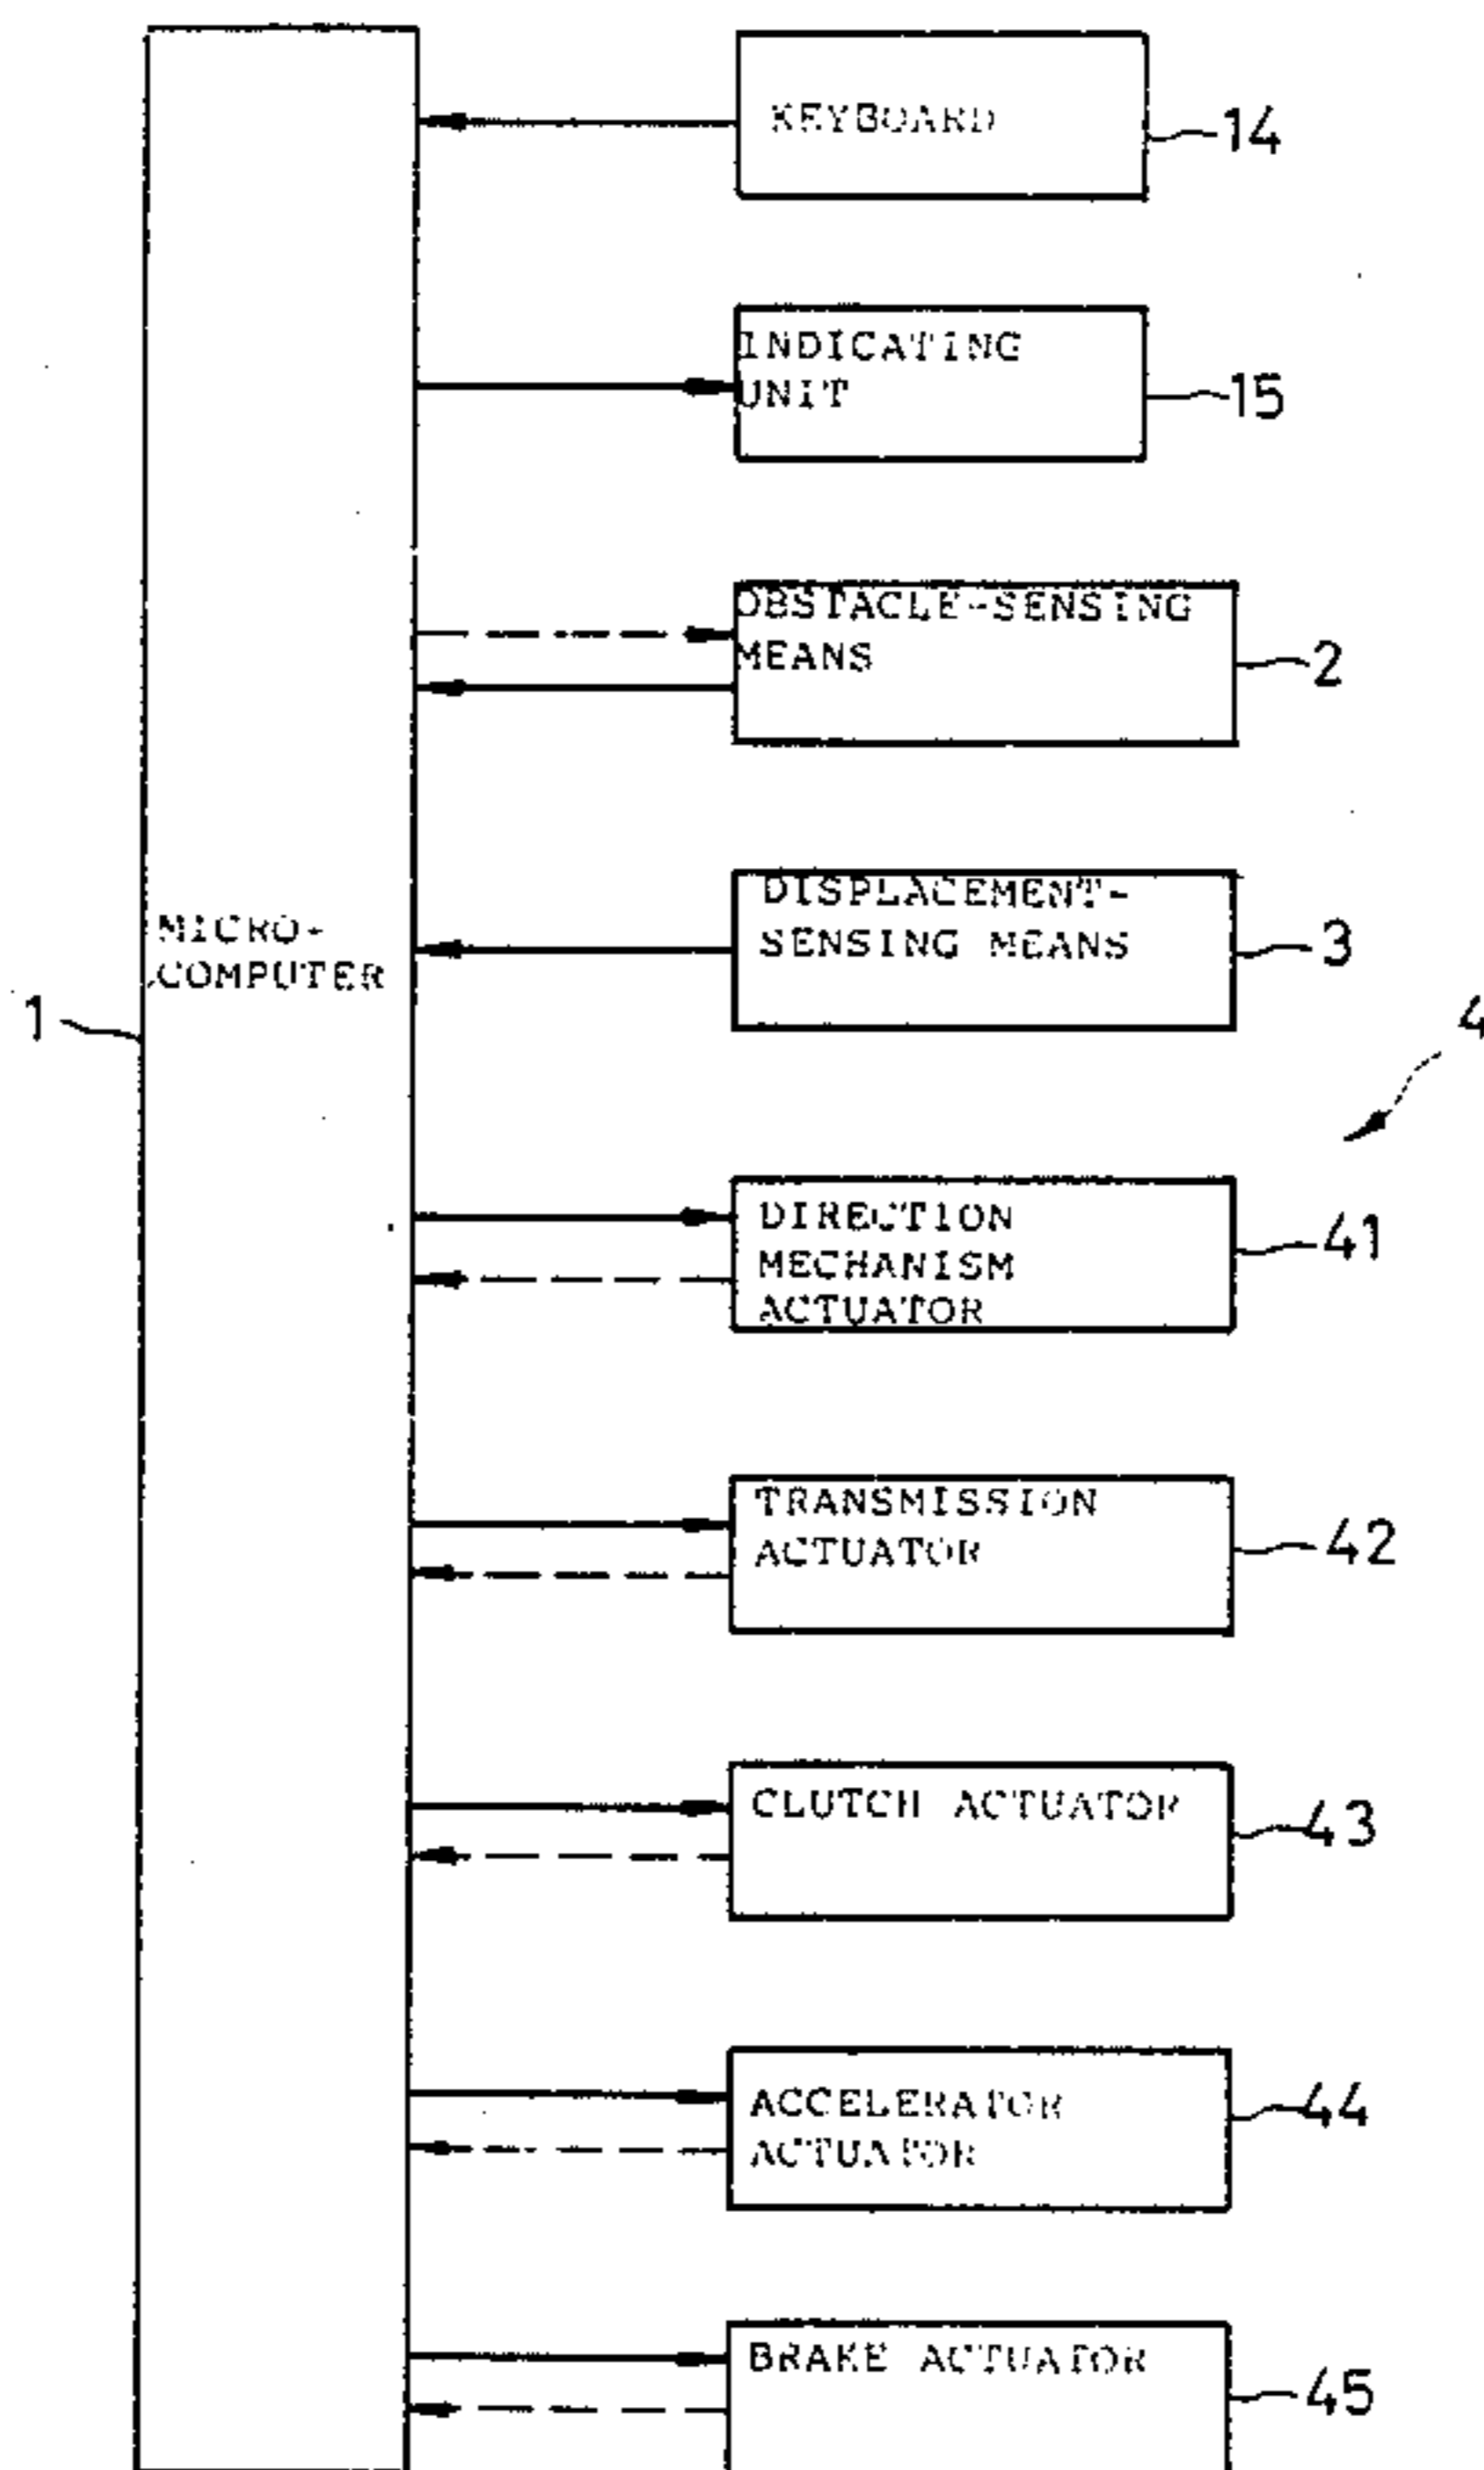 KEYBOARD
14
INDICATING
UNIT
15
OBSTACLE-SENSING
MEANS
2
DISPLACEMENT-
SENSING MEANS
3
MICRO-
COMPUTER
1
4
DIRECTION
MECHANISM
ACTUATOR
41
TRANSMISSION
ACTUATOR
42
CLUTCH ACTUATOR
43
ACCELERATOR
ACTUATOR
44
BRAKE ACTUATOR
45